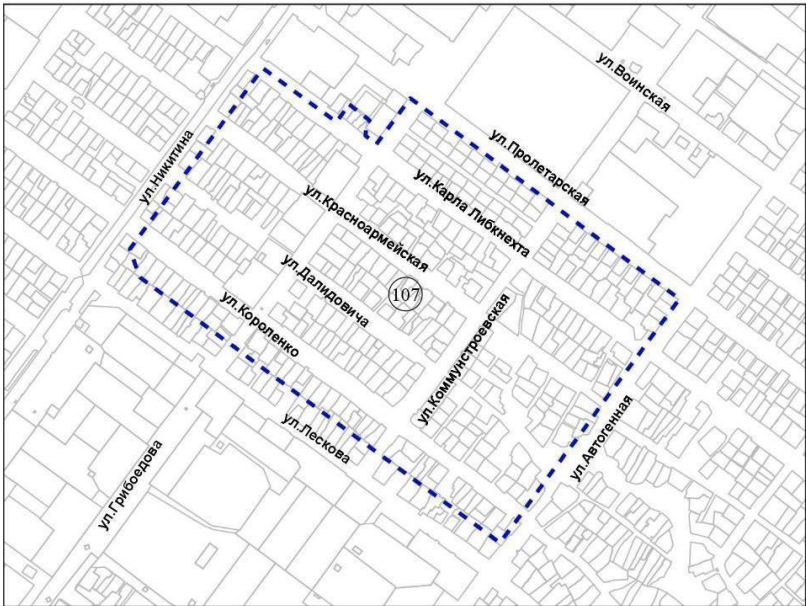 ул.Воинская
ул.Пролетарская
ул.Никитина
ул.Карла Либкнехта
ул.Красноармейская
ул.Далидовича
107
ул.Короленко
ул.Коммунстроевская
ул.Лескова
ул.Автогенная
ул.Грибоедова